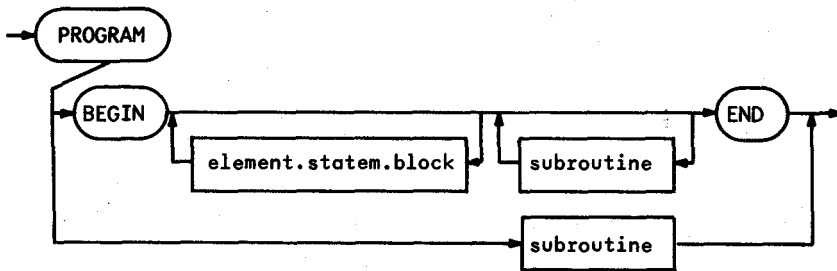 PROGRAM
BEGIN END
element.statem.block subroutine
subroutine